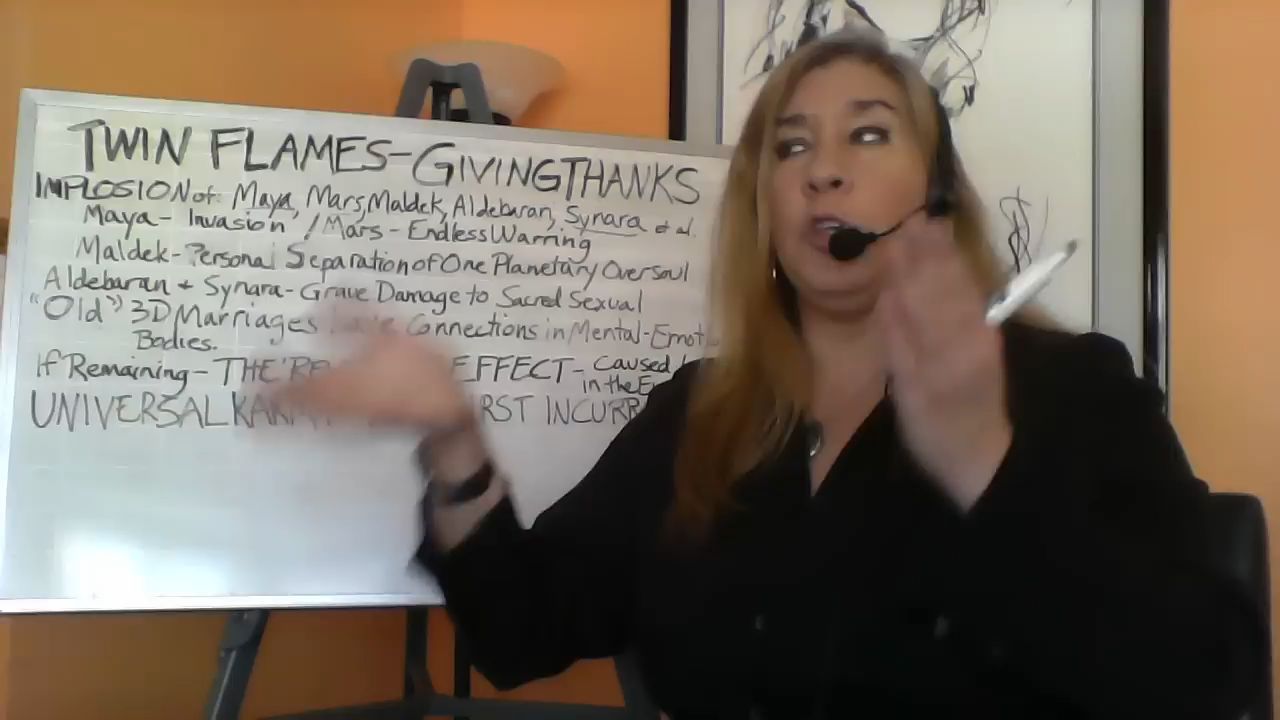 TWIN FLAMES-GIVINGTHANKS
IMPLOSION of: Maya, Mars, Maldek, Aldebaran, Synara et al.
Maya- Invasion / Mars - Endless Warring
Maldek-Personal Separation of One Planetary Oversoul
Aldebaran + Synara- Grave Damage to Sacred Sexual
"Old" 3D Marriages Connections in Mental-Emot
Bodies.
If Remaining - EFFECT - Caused
in the
UNIVERSAL INCURR